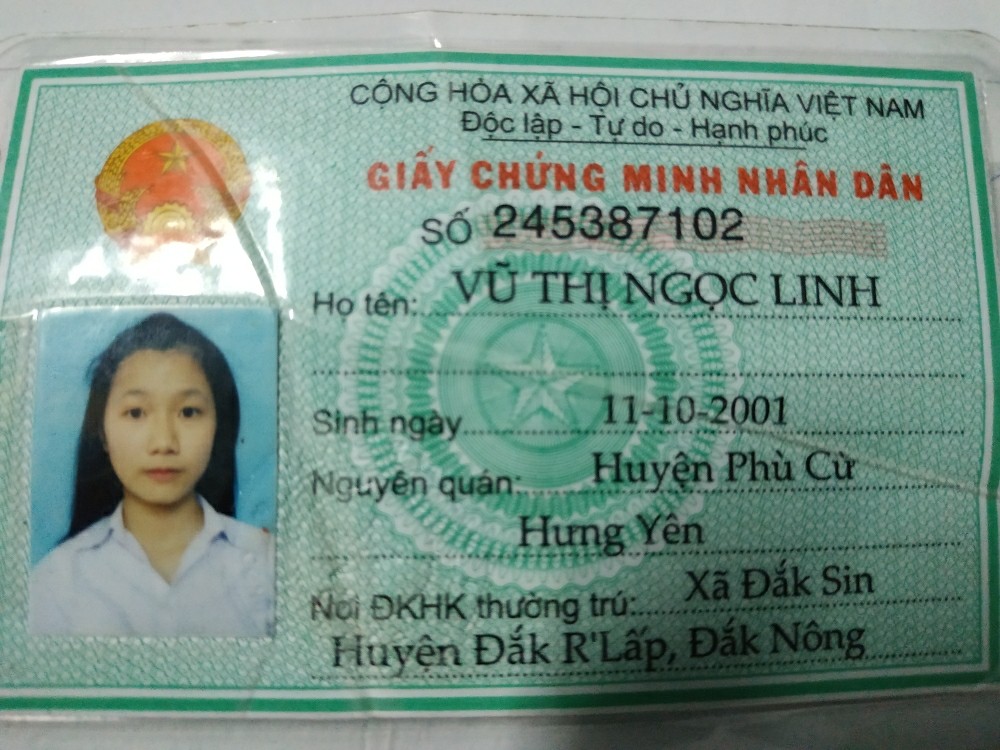 CỘNG HÒA XÃ HỘI CHỦ NGHĨA VIỆT NAM
Độc lập - Tự do - Hạnh phúc
GIẤY CHỨNG MINH NHÂN DÂN
SỐ 245387102
Họ tên: VŨ THỊ NGỌC LINH
Sinh ngày 11-10-2001
Nguyên quán: Huyện Phù Cừ
Hưng Yên
Nơi ĐKHK thường trú: Xã Đắk Sin
Huyện Đắk R'Lấp, Đắk Nông